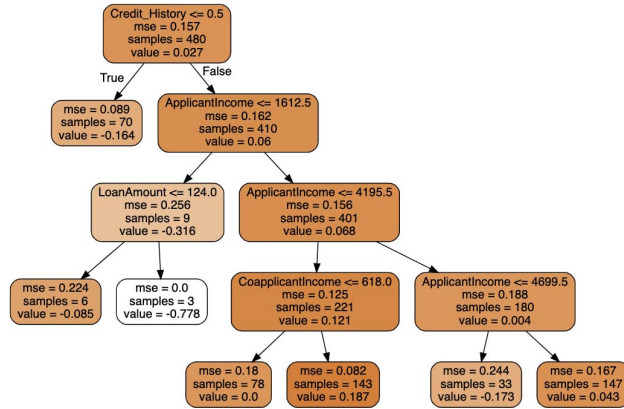 Credit_History <= 0.5
mse = 0.157
samples = 480
value = 0.027
True
False
mse = 0.089
samples = 70
value = -0.164
ApplicantIncome <= 1612.5
mse = 0.162
samples = 410
value = 0.06
LoanAmount <= 124.0
mse = 0.256
samples = 9
value = -0.316
ApplicantIncome <= 4195.5
mse = 0.156
samples = 401
value = 0.068
mse = 0.224
samples = 6
value = -0.085
mse = 0.0
samples = 3
value = -0.778
CoapplicantIncome <= 618.0
mse = 0.125
samples = 221
value = 0.121
ApplicantIncome <= 4699.5
mse = 0.188
samples = 180
value = 0.004
mse = 0.18
samples = 78
value = 0.0
mse = 0.082
samples = 143
value = 0.187
mse = 0.244
samples = 33
value = -0.173
mse = 0.167
samples = 147
value = 0.043